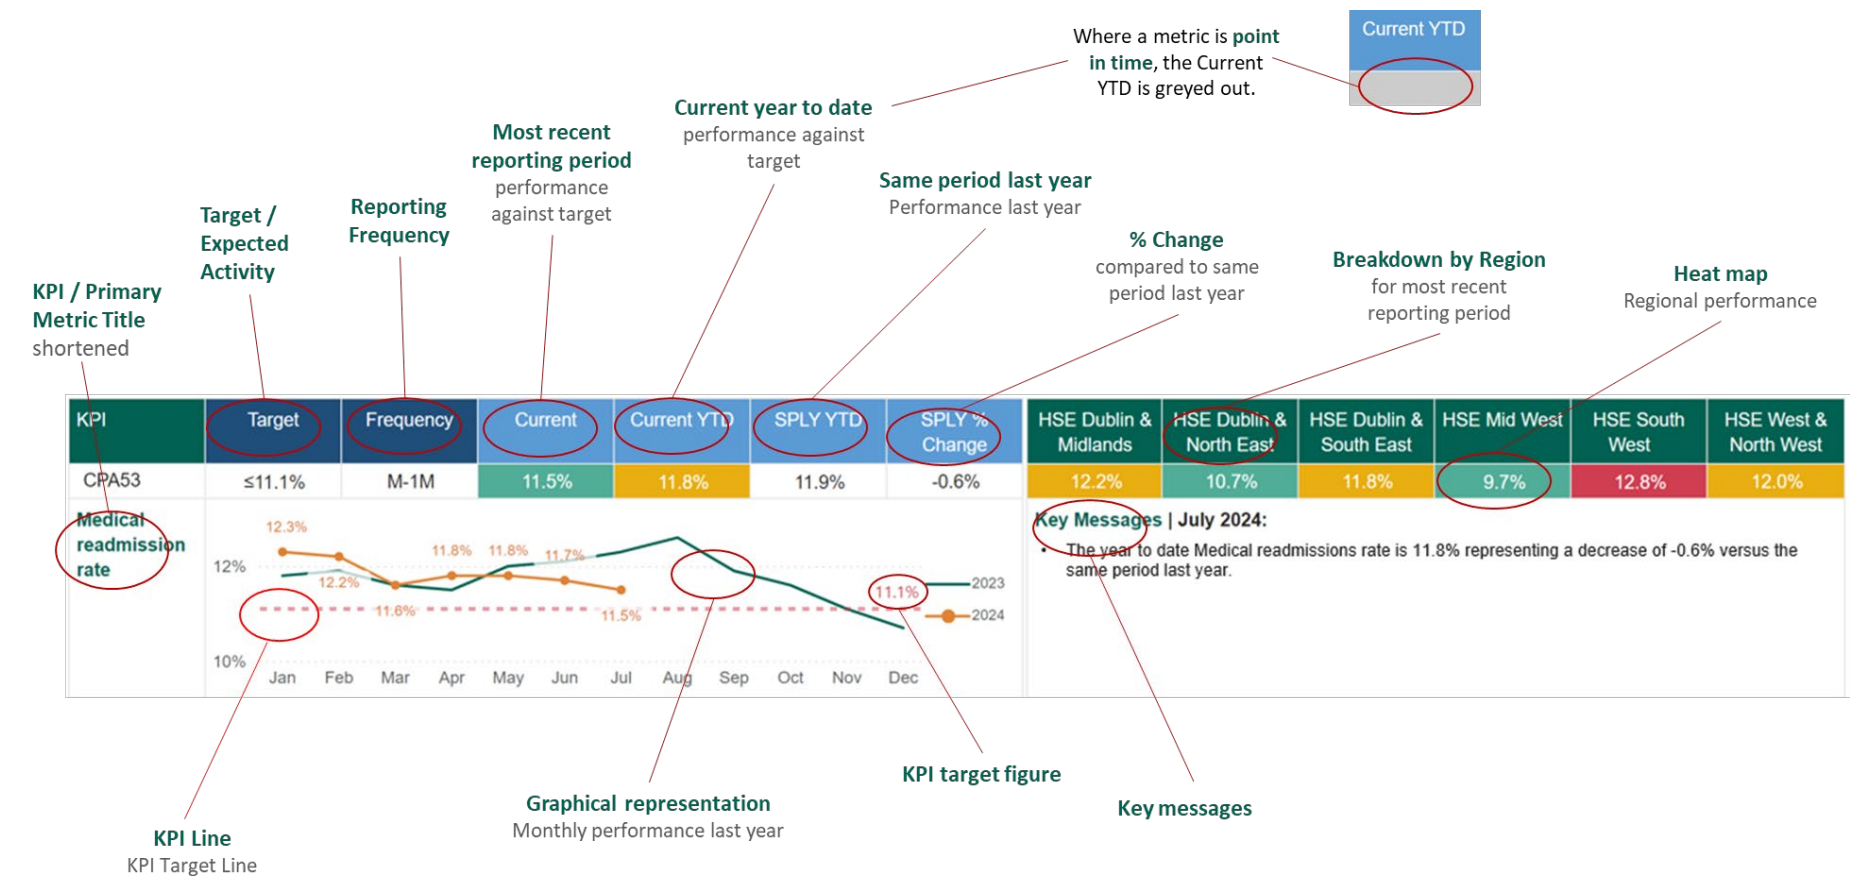 Where a metric is point
in time, the Current
YTD is greyed out.
Current YTD
Current year to date
performance against
target
Most recent
reporting period
performance
against target
Same period last year
Performance last year
Target /
Expected
Activity
Reporting
Frequency
% Change
compared to same
period last year
Breakdown by Region
for most recent
reporting period
Heat map
Regional performance
KPI / Primary
Metric Title
shortened
KPI
Target
Frequency
Current
Current YTD
SPLY YTD
SPLY %
Change
HSE Dublin &
Midlands
HSE Dublin &
North East
HSE Dublin &
South East
HSE Mid West
HSE South
West
HSE West &
North West
CPA53
≤11.1%
M-1M
11.5%
11.8%
11.9%
-0.6%
12.2%
10.7%
11.8%
9.7%
12.8%
12.0%
Medical
readmission
rate
12.3%
12.2%
11.6%
11.8%
11.8%
11.7%
11.5%
11.1%
12%
10%
Jan
Feb
Mar
Apr
May
Jun
Jul
Aug
Sep
Oct
Nov
Dec
2023
2024
Key Messages | July 2024:
• The year to date Medical readmissions rate is 11.8% representing a decrease of -0.6% versus the
same period last year.
KPI target figure
Key messages
Graphical representation
Monthly performance last year
KPI Line
KPI Target Line